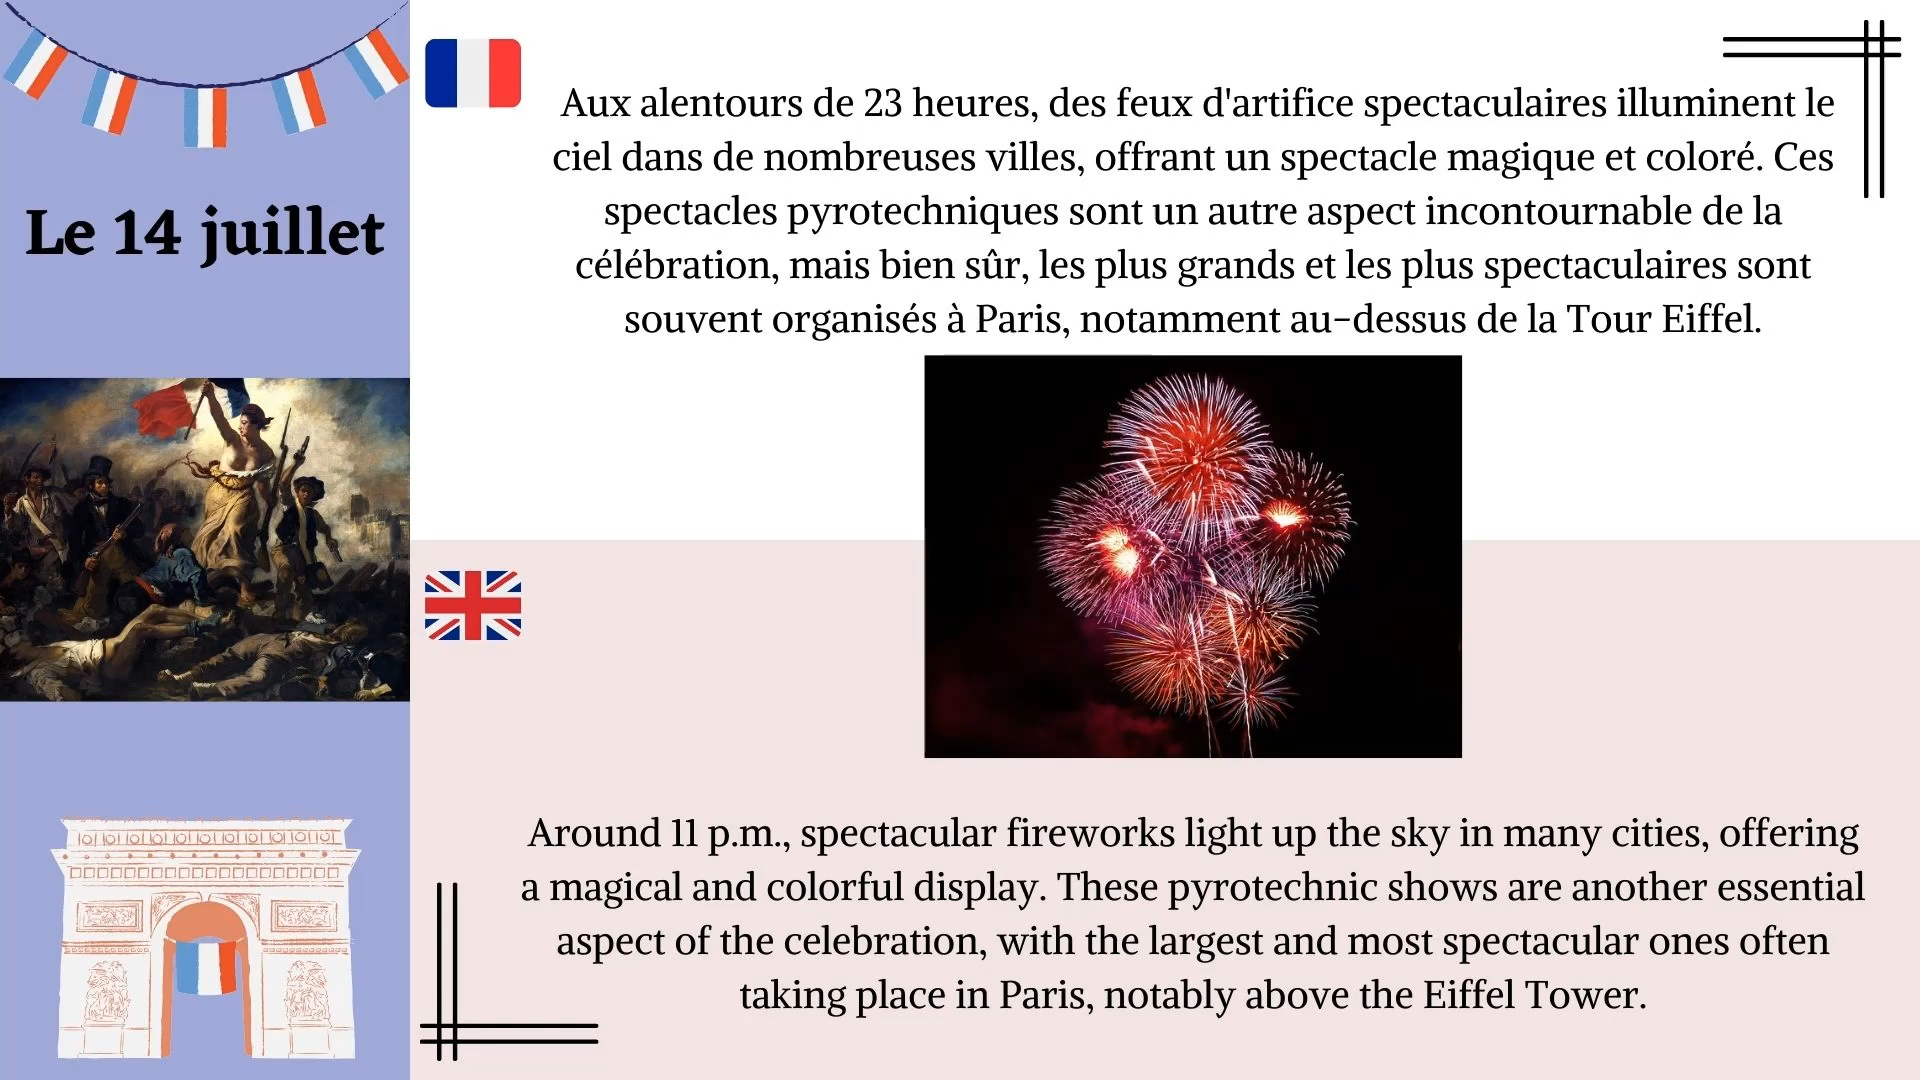 Le 14 juillet
Aux alentours de 23 heures, des feux d'artifice spectaculaires illuminent le
ciel dans de nombreuses villes, offrant un spectacle magique et coloré. Ces
spectacles pyrotechniques sont un autre aspect incontournable de la
célébration, mais bien sûr, les plus grands et les plus spectaculaires sont
souvent organisés à Paris, notamment au-dessus de la Tour Eiffel.
Around 11 p.m., spectacular fireworks light up the sky in many cities, offering
a magical and colorful display. These pyrotechnic shows are another essential
aspect of the celebration, with the largest and most spectacular ones often
taking place in Paris, notably above the Eiffel Tower.